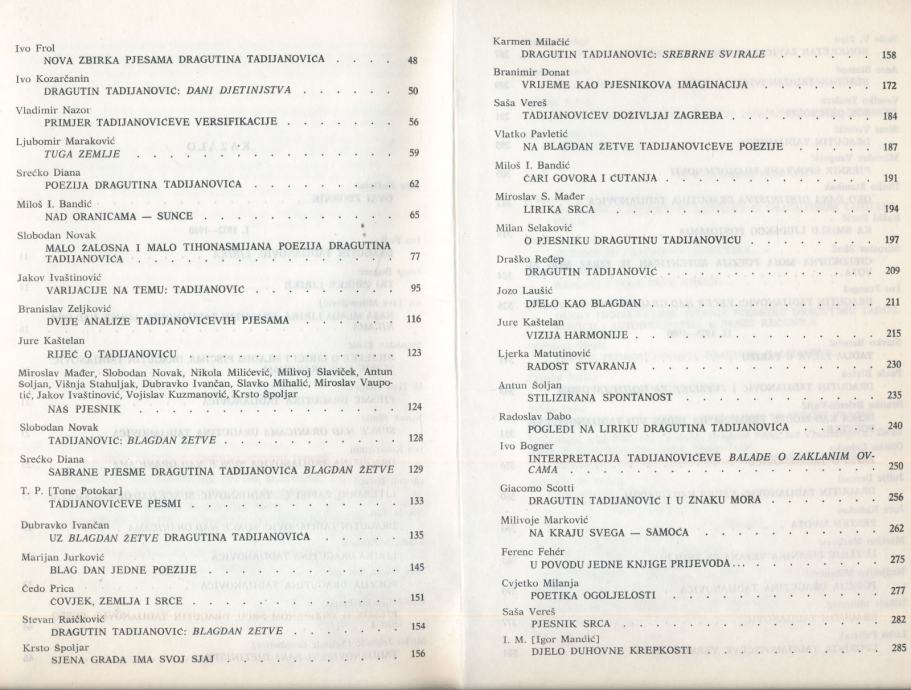 Ivo Frol
NOVA ZBIRKA PJESAMA DRAGUTINA TADIJANOVIĆA . . . . 48
Ivo Kozarčanin
DRAGUTIN TADIJANOVIĆ: DANI DJETINJSTVA . . . . . . 50
Vladimir Nazor
PRIMJER TADIJANOVIĆEVE VERSIFIKACIJE . . . . . . . 56
Ljubomir Maraković
TUGA ZEMLJE . . . . . . . . . . . . . . . 59
Srećko Diana
POEZIJA DRAGUTINA TADIJANOVIĆA . . . . . . . . . 62
Miloš I. Bandić
NAD ORANICAMA — SUNCE . . . . . . . . . . . 65
Slobodan Novak
MALO ŽALOSNA I MALO TIHONASMIJANA POEZIJA DRAGUTINA
TADIJANOVIĆA . . . . . . . . . . . . . . 77
Jakov Ivaštinović
VARIJACIJE NA TEMU: TADIJANOVIĆ . . . . . . . . . 95
Branislav Zeljković
DVIJE ANALIZE TADIJANOVIĆEVIH PJESAMA . . . . . . 116
Jure Kaštelan
RIJEČ O TADIJANOVIĆU . . . . . . . . . . . . 123
Miroslav Mađer, Slobodan Novak, Nikola Milićević, Milivoj Slaviček, Antun
Šoljan, Višnja Stahuljak, Dubravko Ivančan, Slavko Mihalić, Miroslav Vaupo-
tić, Jakov Ivaštinović, Vojislav Kuzmanović, Krsto Špoljar
NAŠ PJESNIK . . . . . . . . . . . . . . . 124
Slobodan Novak
TADIJANOVIĆ: BLAGDAN ŽETVE . . . . . . . . . . 128
Srećko Diana
SABRANE PJESME DRAGUTINA TADIJANOVIĆA BLAGDAN ŽETVE 129
T. P. [Tone Potokar]
TADIJANOVIĆEVE PESMI . . . . . . . . . . . . 133
Dubravko Ivančan
UZ BLAGDAN ŽETVE DRAGUTINA TADIJANOVIĆA . . . . . 135
Marijan Jurković
BLAG DAN JEDNE POEZIJE . . . . . . . . . . . 145
Čedo Prica
ČOVJEK, ZEMLJA I SRCE . . . . . . . . . . . . 151
Stevan Raičković
DRAGUTIN TADIJANOVIĆ: BLAGDAN ŽETVE . . . . . . . 154
Krsto Špoljar
SJENA GRADA IMA SVOJ SJAJ . . . . . . . . . . 156
Karmen Milačić
DRAGUTIN TADIJANOVIĆ: SREBRNE SVIRALE . . . . . . 158
Branimir Donat
VRIJEME KAO PJESNIKOVA IMAGINACIJA . . . . . . . 172
Saša Vereš
TADIJANOVIĆEV DOŽIVLJAJ ZAGREBA . . . . . . . . 184
Vlatko Pavletić
NA BLAGDAN ŽETVE TADIJANOVIĆEVE POEZIJE . . . . . 187
Miloš I. Bandić
ČARI GOVORA I ĆUTANJA . . . . . . . . . . . 191
Miroslav S. Mađer
LIRIKA SRCA . . . . . . . . . . . . . . . 194
Milan Selaković
O PJESNIKU DRAGUTINU TADIJANOVIĆU . . . . . . . 197
Draško Ređep
DRAGUTIN TADIJANOVIĆ . . . . . . . . . . . . 209
Jozo Laušić
DJELO KAO BLAGDAN . . . . . . . . . . . . . 211
Jure Kaštelan
VIZIJA HARMONIJE . . . . . . . . . . . . . 215
Ljerka Matutinović
RADOST STVARANJA . . . . . . . . . . . . . 230
Antun Šoljan
STILIZIRANA SPONTANOST . . . . . . . . . . . 235
Radoslav Dabo
POGLEDI NA LIRIKU DRAGUTINA TADIJANOVIĆA . . . . . 240
Ivo Bogner
INTERPRETACIJA TADIJANOVIĆEVE BALADE O ZAKLANIM OV-
CAMA . . . . . . . . . . . . . . . . . 250
Giacomo Scotti
DRAGUTIN TADIJANOVIĆ I U ZNAKU MORA . . . . . . 256
Milivoje Marković
NA KRAJU SVEGA — SAMOĆA . . . . . . . . . . 262
Ferenc Fehér
U POVODU JEDNE KNJIGE PRIJEVODA . . . . . . . . 275
Cvjetko Milanja
POETIKA OGOLJELOSTI . . . . . . . . . . . . 277
Saša Vereš
PJESNIK SRCA . . . . . . . . . . . . . . . 282
I. M. [Igor Mandić]
DJELO DUHOVNE KREPKOSTI . . . . . . . . . . 285